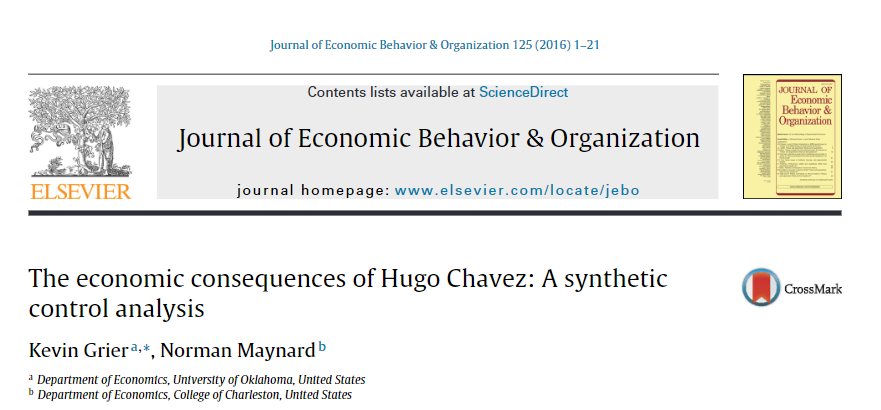 Journal of Economic Behavior & Organization 125 (2016) 1–21
Contents lists available at ScienceDirect
Journal of Economic Behavior & Organization
journal homepage: www.elsevier.com/locate/jebo
ELSEVIER
JOURNAL OF
Economic
Behavior &
Organization
The economic consequences of Hugo Chavez: A synthetic
control analysis
CrossMark
Kevin Grier a,*, Norman Maynard b
a Department of Economics, University of Oklahoma, United States
b Department of Economics, College of Charleston, United States